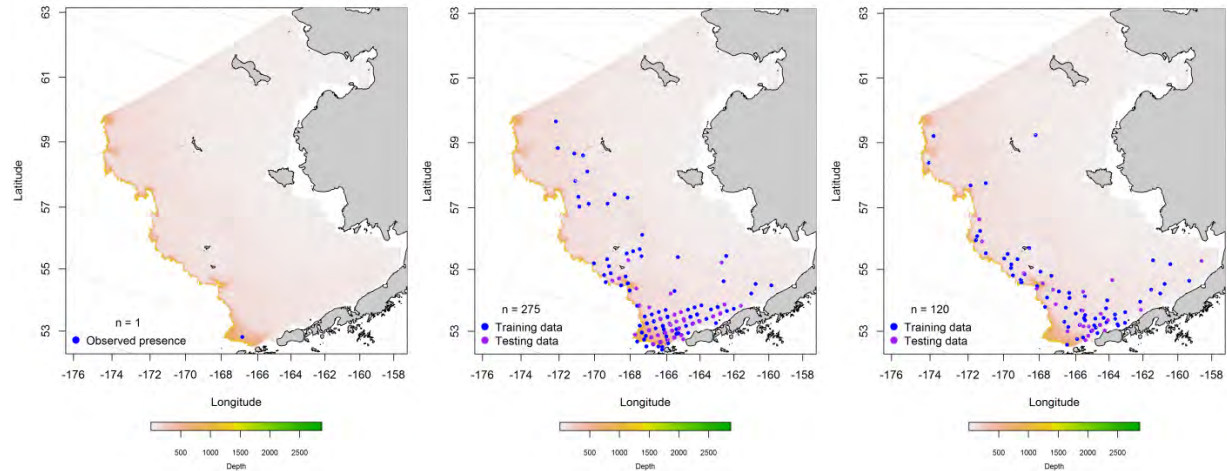 63
61
59
57
55
53
Latitude
n = 1
Observed presence
-176 -174 -172 -170 -168 -166 -164 -162 -160 -158
Longitude
500 1000 1500 2000 2500
Depth
63
61
59
57
55
53
Latitude
n = 275
Training data
Testing data
-176 -174 -172 -170 -168 -166 -164 -162 -160 -158
Longitude
500 1000 1500 2000 2500
Depth
63
61
59
57
55
53
Latitude
n = 120
Training data
Testing data
-176 -174 -172 -170 -168 -166 -164 -162 -160 -158
Longitude
500 1000 1500 2000 2500
Depth